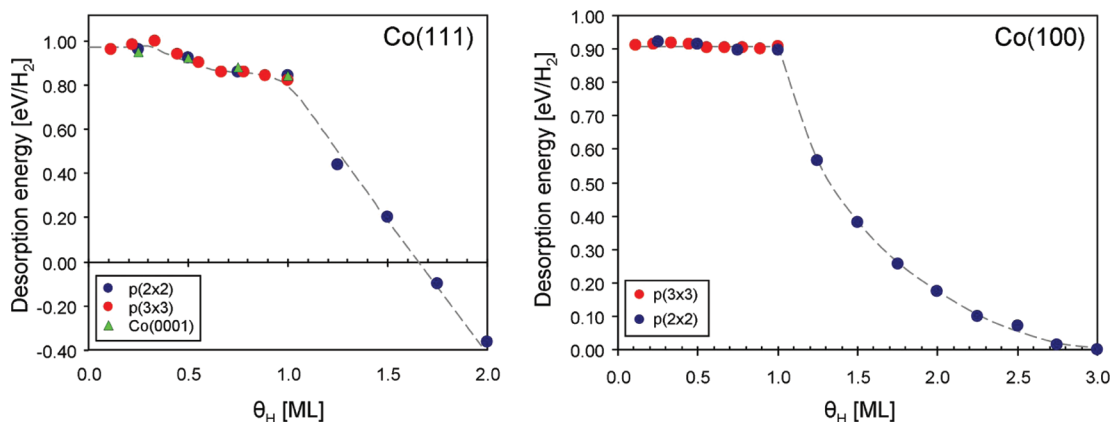 Co(111)
Desorption energy [eV/H2]
1.00
0.80
0.60
0.40
0.20
0.00
-0.20
-0.40
p(2x2)
p(3x3)
Co(0001)
0.0 0.5 1.0 1.5 2.0
θH [ML]
Co(100)
Desorption energy [eV/H2]
1.00
0.90
0.80
0.70
0.60
0.50
0.40
0.30
0.20
0.10
0.00
p(3x3)
p(2x2)
0.0 0.5 1.0 1.5 2.0 2.5 3.0
θH [ML]